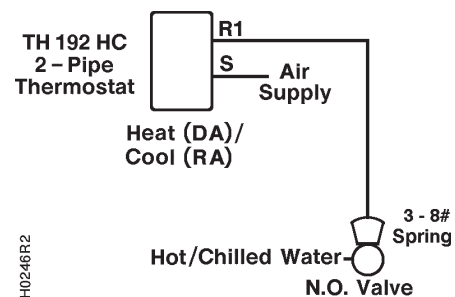 TH 192 HC
2 – Pipe
Thermostat
R1
S
Air
Supply
Heat (DA)/
Cool (RA)
3 - 8#
Spring
Hot/Chilled Water
N.O. Valve
H0246R2